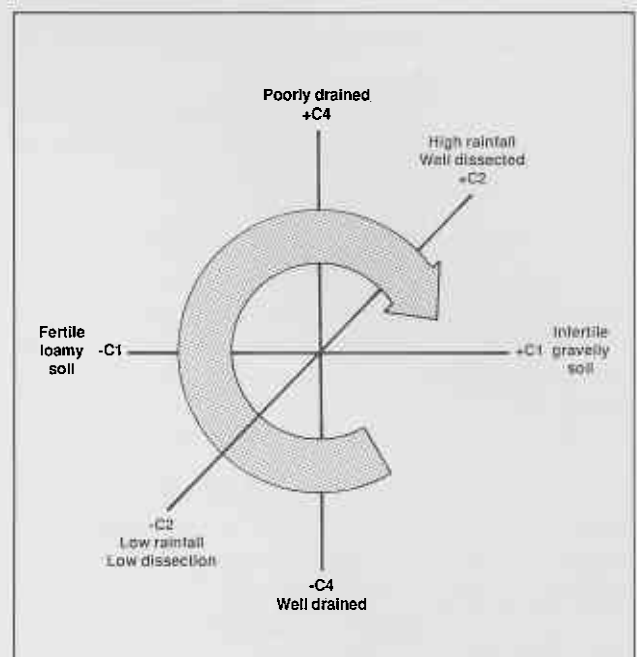 Poorly drained
+C4
High rainfall
Well dissected
+C2
Fertile
loamy
soil
-C1
+C1
Infertile
gravelly
soil
-C2
Low rainfall
Low dissection
-C4
Well drained